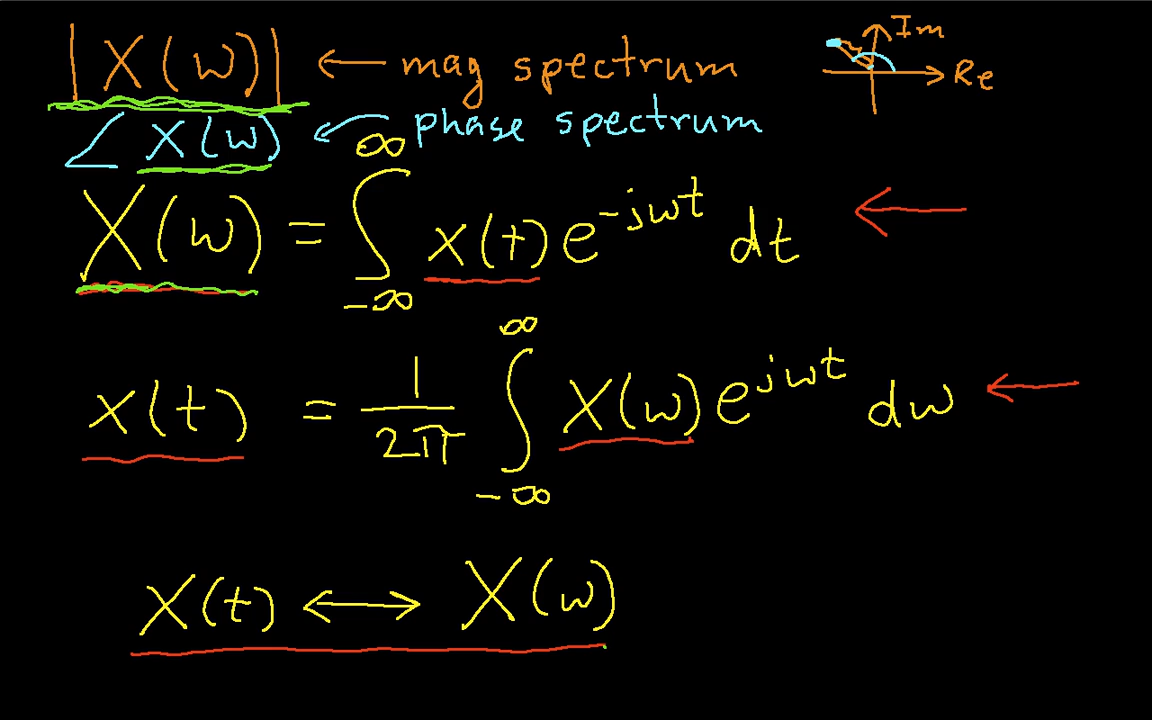 |X(ω)| ← mag spectrum
Im
Re
∠X(ω) ← phase spectrum
X(ω) = ∫_{-∞}^{∞} x(t) e^{-jωt} dt ←
x(t) = 1/2π ∫_{-∞}^{∞} X(ω) e^{jωt} dω ←
x(t) ↔ X(ω)